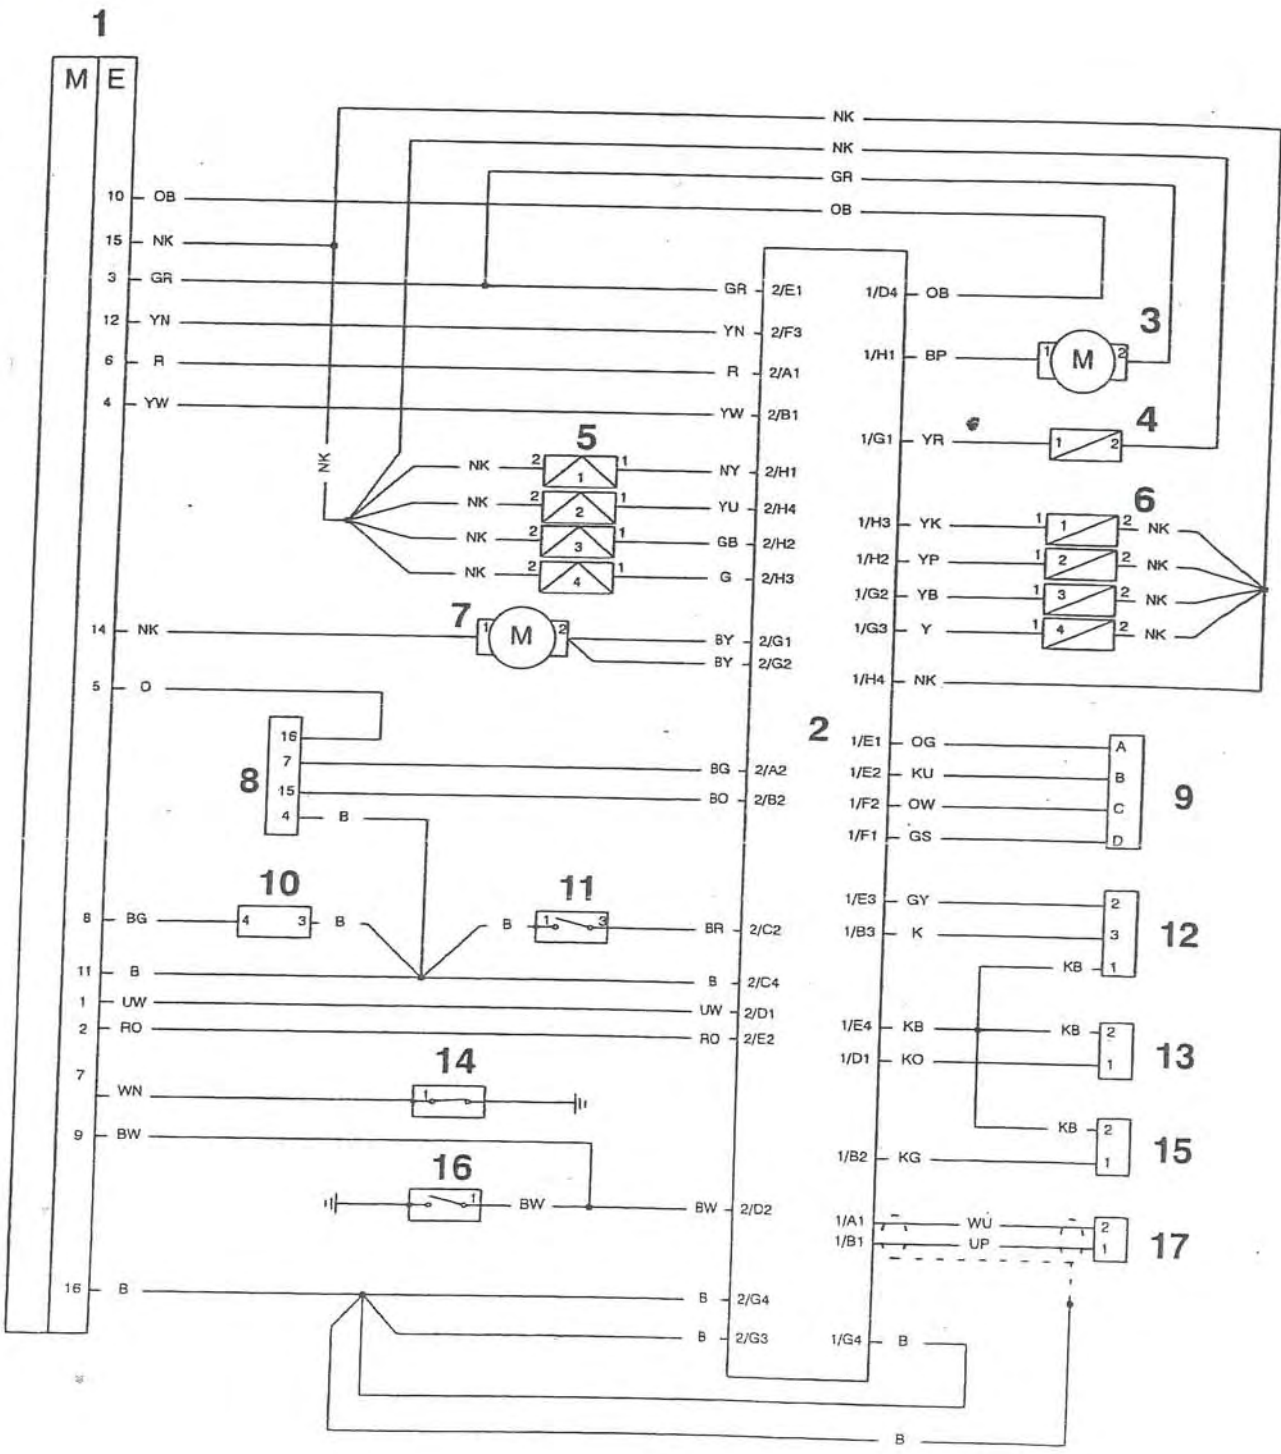 1
M E
NK
NK
GR
OB
10 OB
15 NK
3 GR GR 2/E1 1/D4 OB
3
12 YN YN 2/F3
1/H1 BP 1 M 2
6 R R 2/A1
4 YW YW 2/B1
4
1/G1 YR 1 2
5
NK
NK 2 1 1 NY 2/H1
NK 2 2 1 YU 2/H4
NK 2 3 1 GB 2/H2
NK 2 4 1 G 2/H3
6
1/H3 YK 1 1 2 NK
1/H2 YP 1 2 2 NK
1/G2 YB 1 3 2 NK
1/G3 Y 1 4 2 NK
7
14 NK 1 M 2 BY 2/G1
BY 2/G2
1/H4 NK
5 O
2
8
16
7 BG 2/A2
15 BO 2/B2
4 B
1/E1 OG A
1/E2 KU B
1/F2 OW C
1/F1 GS D
9
10
11
8 BG 4 3 B B 1 3 BR 2/C2
1/E3 GY 2
1/B3 K 3
KB 1
12
11 B B 2/C4
1 UW UW 2/D1
2 RO RO 2/E2
1/E4 KB KB 2
1/D1 KO 1
13
14
7 WN 1
9 BW
KB 2
1/B2 KG 1
15
16
1 BW BW 2/D2
1/A1 WU 2
1/B1 UP 1
17
16 B B 2/G4
B 2/G3
1/G4 B
B